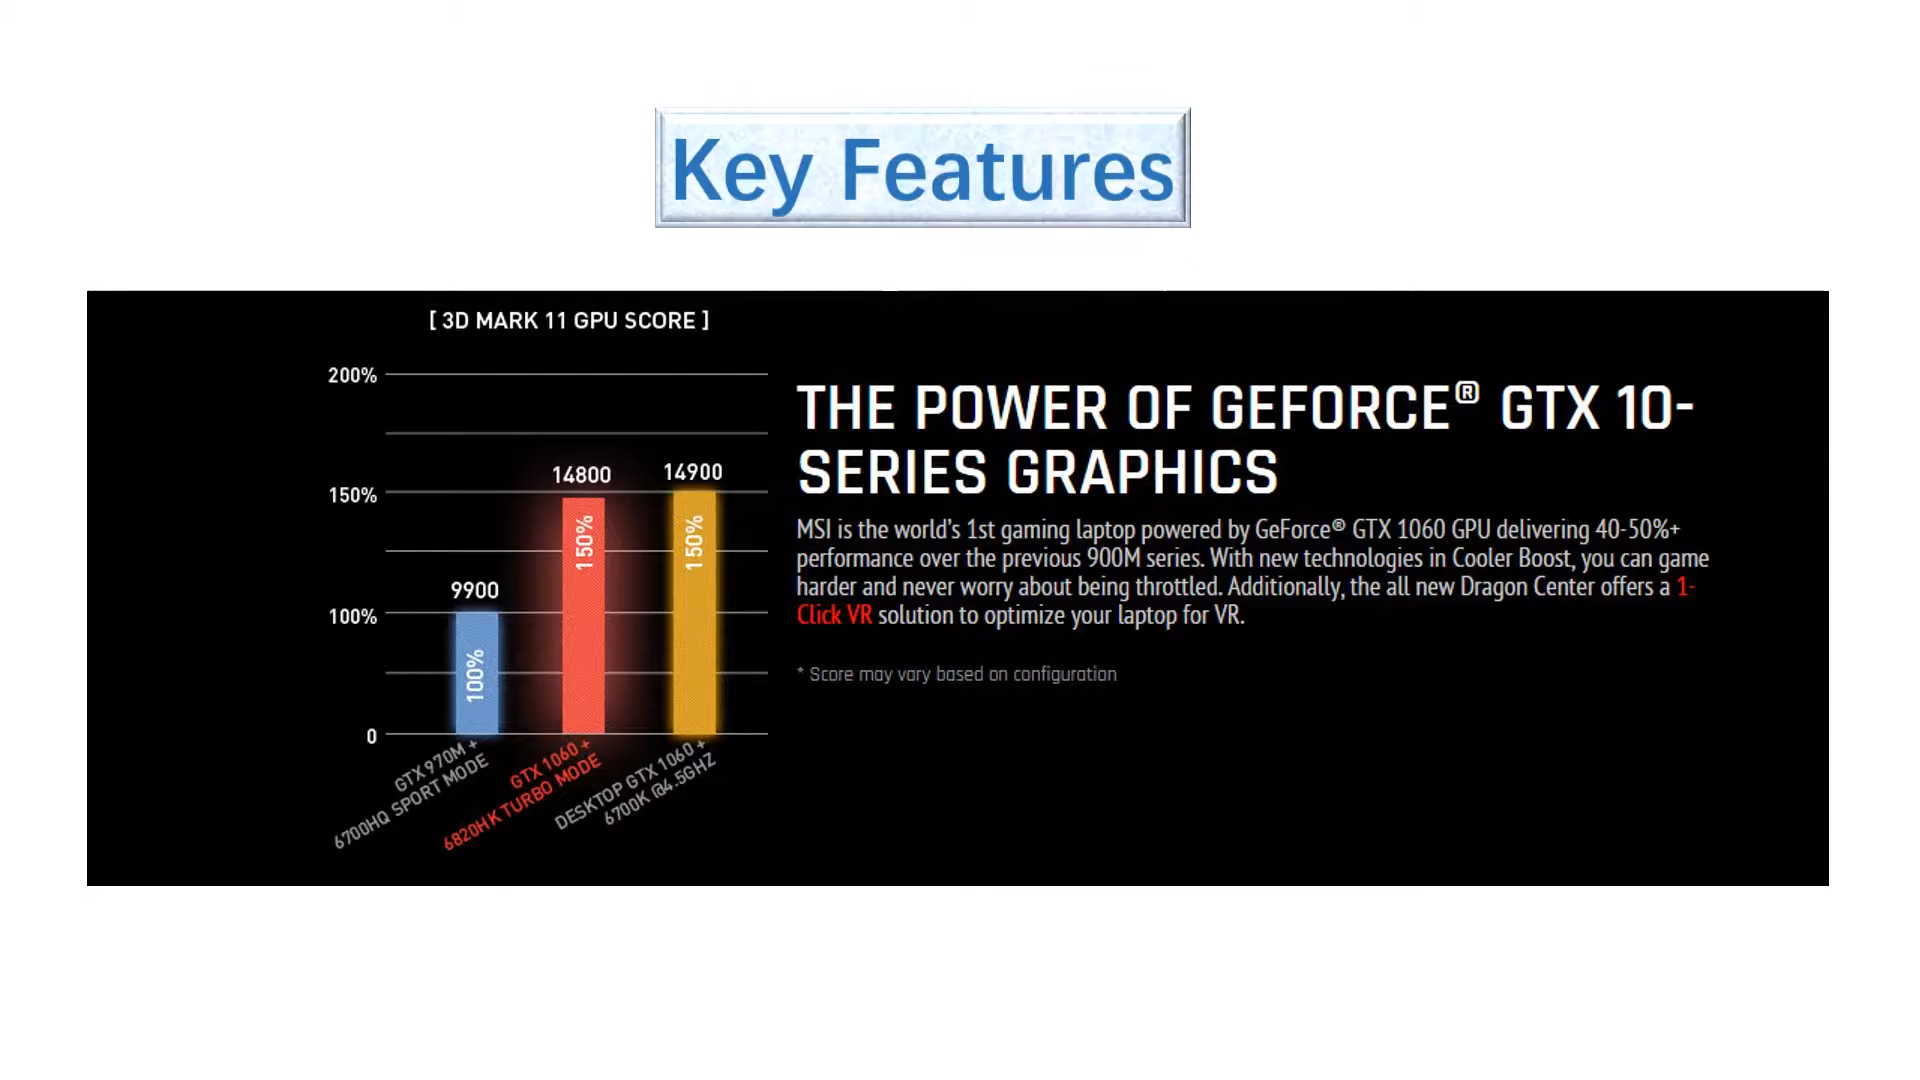 Key Features
[ 3D MARK 11 GPU SCORE ]
200%
150%
100%
0
9900
14800
14900
100%
150%
150%
GTX 970M +
6700HQ SPORT MODE
GTX 1060 +
6820HK TURBO MODE
DESKTOP GTX 1060 +
6700K @4.5GHZ
THE POWER OF GEFORCE® GTX 10-
SERIES GRAPHICS
MSI is the world's 1st gaming laptop powered by GeForce® GTX 1060 GPU delivering 40-50%+
performance over the previous 900M series. With new technologies in Cooler Boost, you can game
harder and never worry about being throttled. Additionally, the all new Dragon Center offers a 1-
Click VR solution to optimize your laptop for VR.
* Score may vary based on configuration